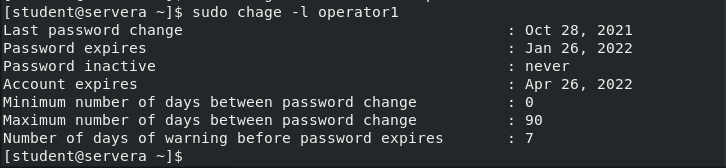 [student@servera ~]$ sudo chage -l operator1
Last password change : Oct 28, 2021
Password expires : Jan 26, 2022
Password inactive : never
Account expires : Apr 26, 2022
Minimum number of days between password change : 0
Maximum number of days between password change : 90
Number of days of warning before password expires : 7
[student@servera ~]$